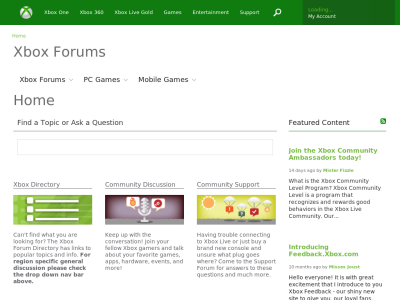 Xbox One Xbox 360 Xbox Live Gold Games Entertainment Support
Loading...
My Account
Home
Xbox Forums
Xbox Forums PC Games Mobile Games
Home
Find a Topic or Ask a Question
Xbox Directory
Can't find what you are looking for? The Xbox Forum Directory has links to popular topics and info. For region specific general discussion please check the drop down nav bar above.
Community Discussion
Keep up with the conversation! Join your fellow Xbox gamers and talk about your favorite games, apps, hardware, events, and more!
Community Support
Having trouble connecting to Xbox Live or just buy a brand new console and unsure what plug goes where? Come to the Support Forum for answers to these questions and much more.
Featured Content
Join the Xbox Community
Ambassadors today!
14 days ago by Mister Frade
What is the Xbox Community
Level Program? Xbox Community
Level is a program that
recognizes and rewards good
behaviors in the Xbox Live
Community. Our...
Introducing
Feedback.Xbox.com
10 months ago by
Hello everyone! It is with great
excitement that I introduce to
you Xbox Feedback - our shiny
new site to give you, our loyal fans,